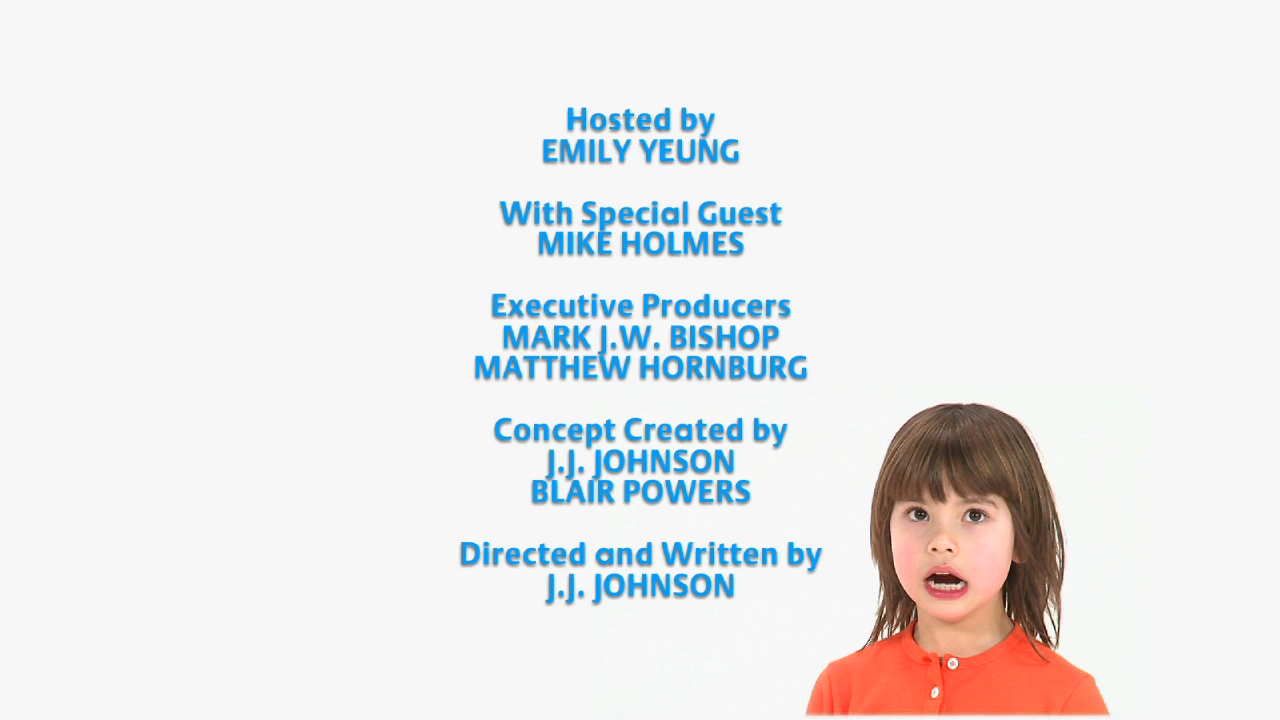 Hosted by
EMILY YEUNG
With Special Guest
MIKE HOLMES
Executive Producers
MARK J.W. BISHOP
MATTHEW HORNBURG
Concept Created by
J.J. JOHNSON
BLAIR POWERS
Directed and Written by
J.J. JOHNSON